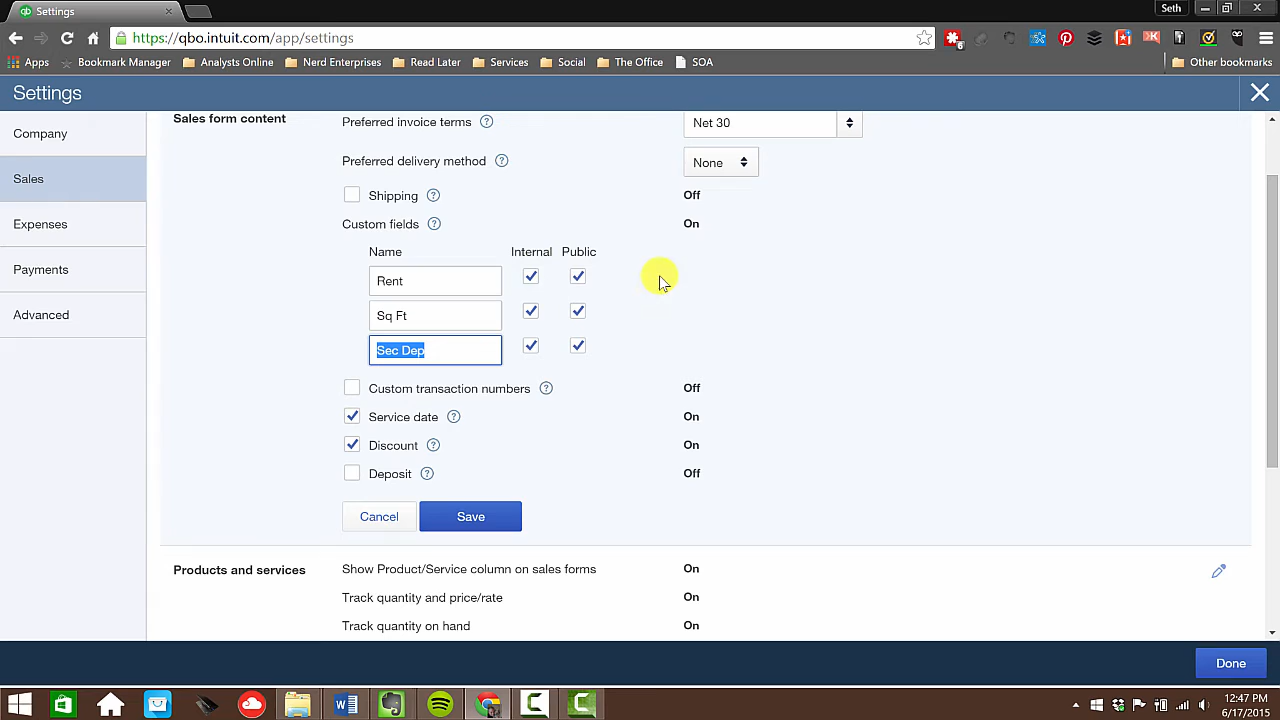 Settings
Seth
https://qbo.intuit.com/app/settings
6
Apps
Bookmark Manager
Analysts Online
Nerd Enterprises
Read Later
Services
Social
The Office
SOA
Other bookmarks
Settings
Company
Sales
Expenses
Payments
Advanced
Sales form content
Preferred invoice terms ? Net 30
Preferred delivery method ? None
Shipping ? Off
Custom fields ? On
Name Internal Public
Rent
Sq Ft
Sec Dep
Custom transaction numbers ? Off
Service date ? On
Discount ? On
Deposit ? Off
Cancel Save
Products and services
Show Product/Service column on sales forms On
Track quantity and price/rate On
Track quantity on hand On
Done
12:47 PM
6/17/2015